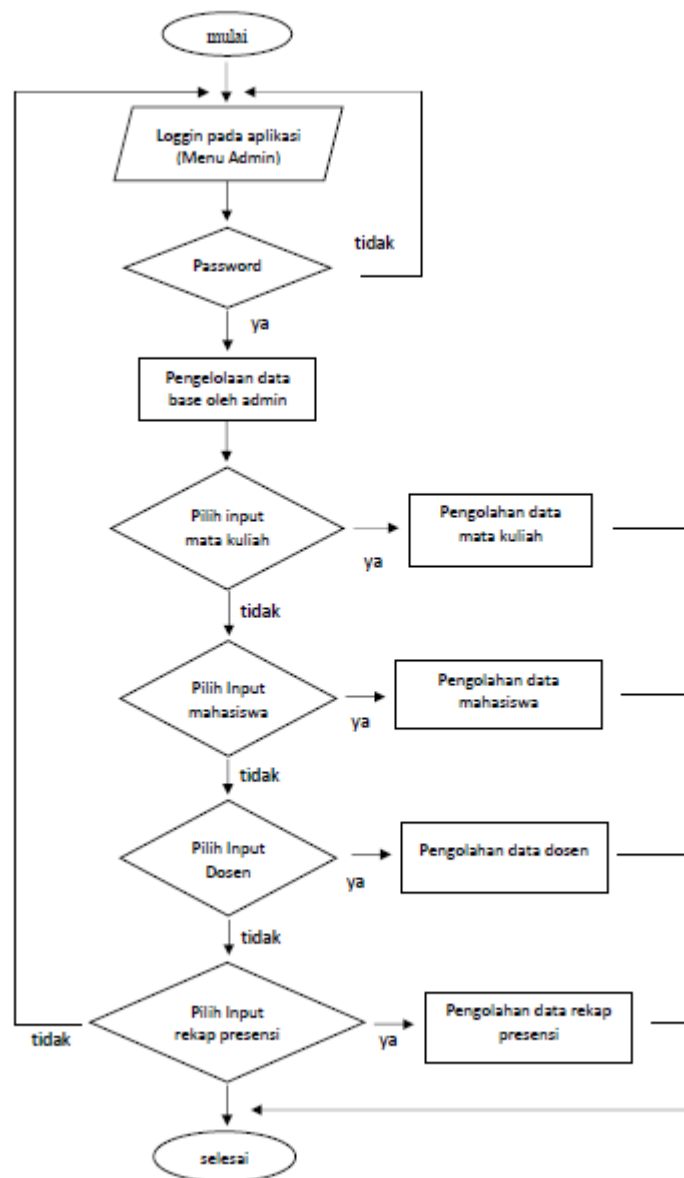 mulai
Loggin pada aplikasi
(Menu Admin)
tidak
Password
ya
Pengelolaan data
base oleh admin
Pilih input
mata kuliah
ya
Pengolahan data
mata kuliah
tidak
Pilih Input
mahasiswa
ya
Pengolahan data
mahasiswa
tidak
Pilih Input
Dosen
ya
Pengolahan data dosen
tidak
Pilih Input
rekap presensi
tidak
ya
Pengolahan data rekap
presensi
selesai